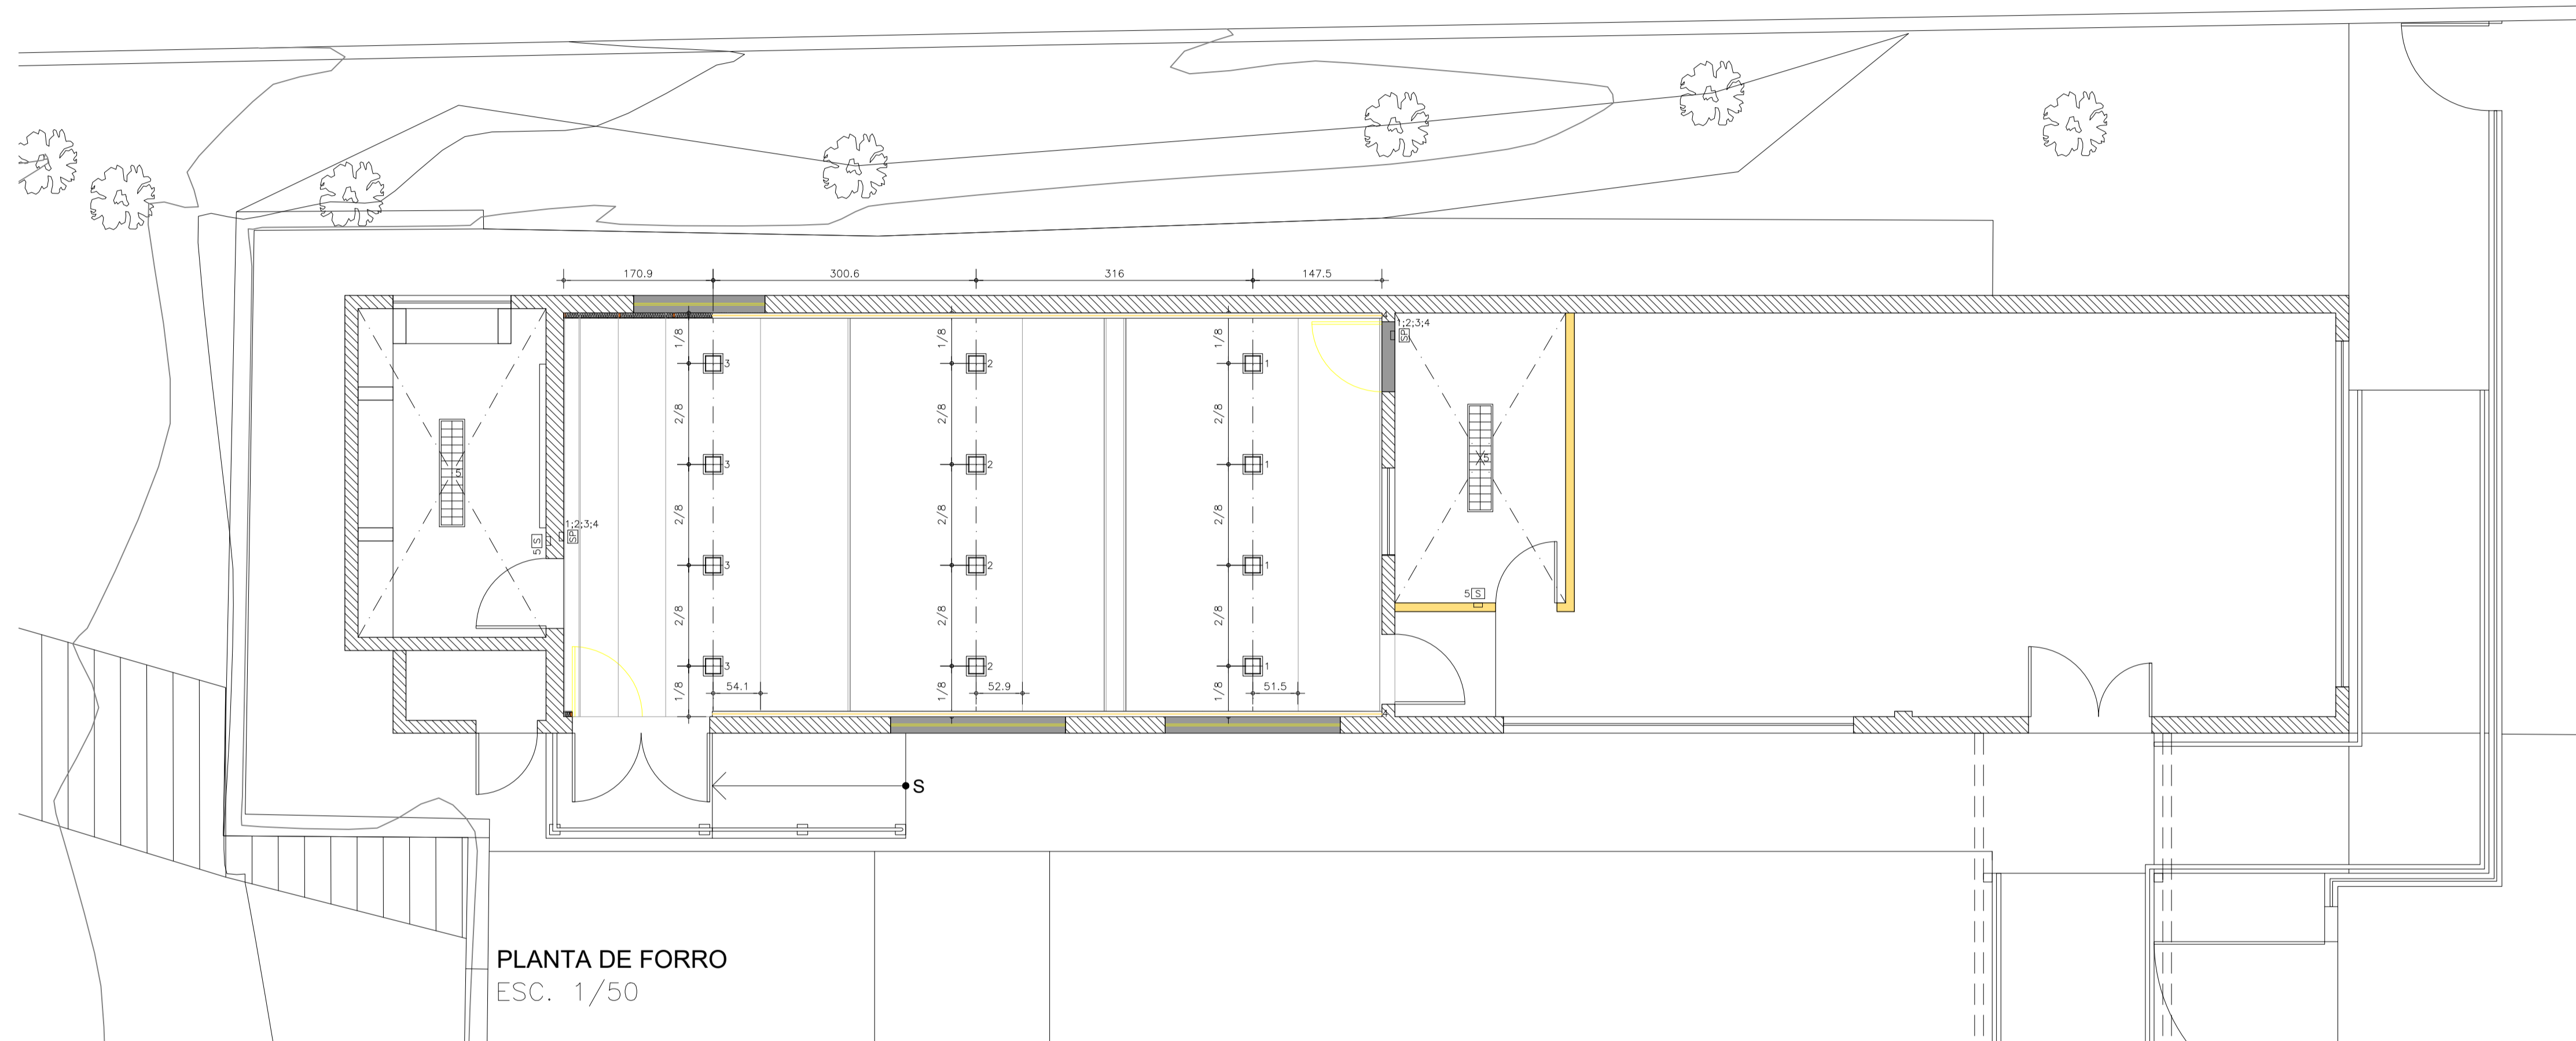 170.9 300.6 316 147.5
1/8 1/8 1/8 1;2;3;4
SP
3 2 1
2/8 2/8 2/8
3 2 1 5
5
2/8 2/8 2/8
1;2;3;4
5 S SP
3 2 1
2/8 2/8 2/8
5 S
3 2 1
1/8 54.1 1/8 52.9 1/8 51.5
4
S
PLANTA DE FORRO
ESC. 1/50